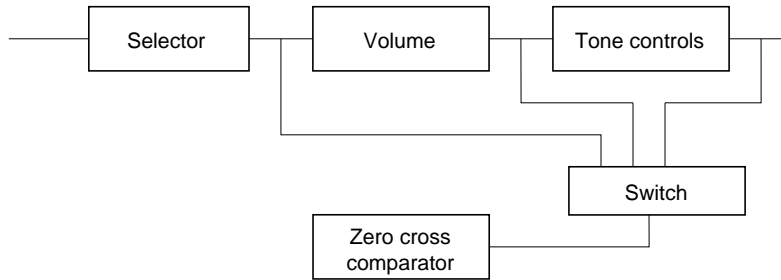 Selector
Volume
Tone controls
Switch
Zero cross
comparator